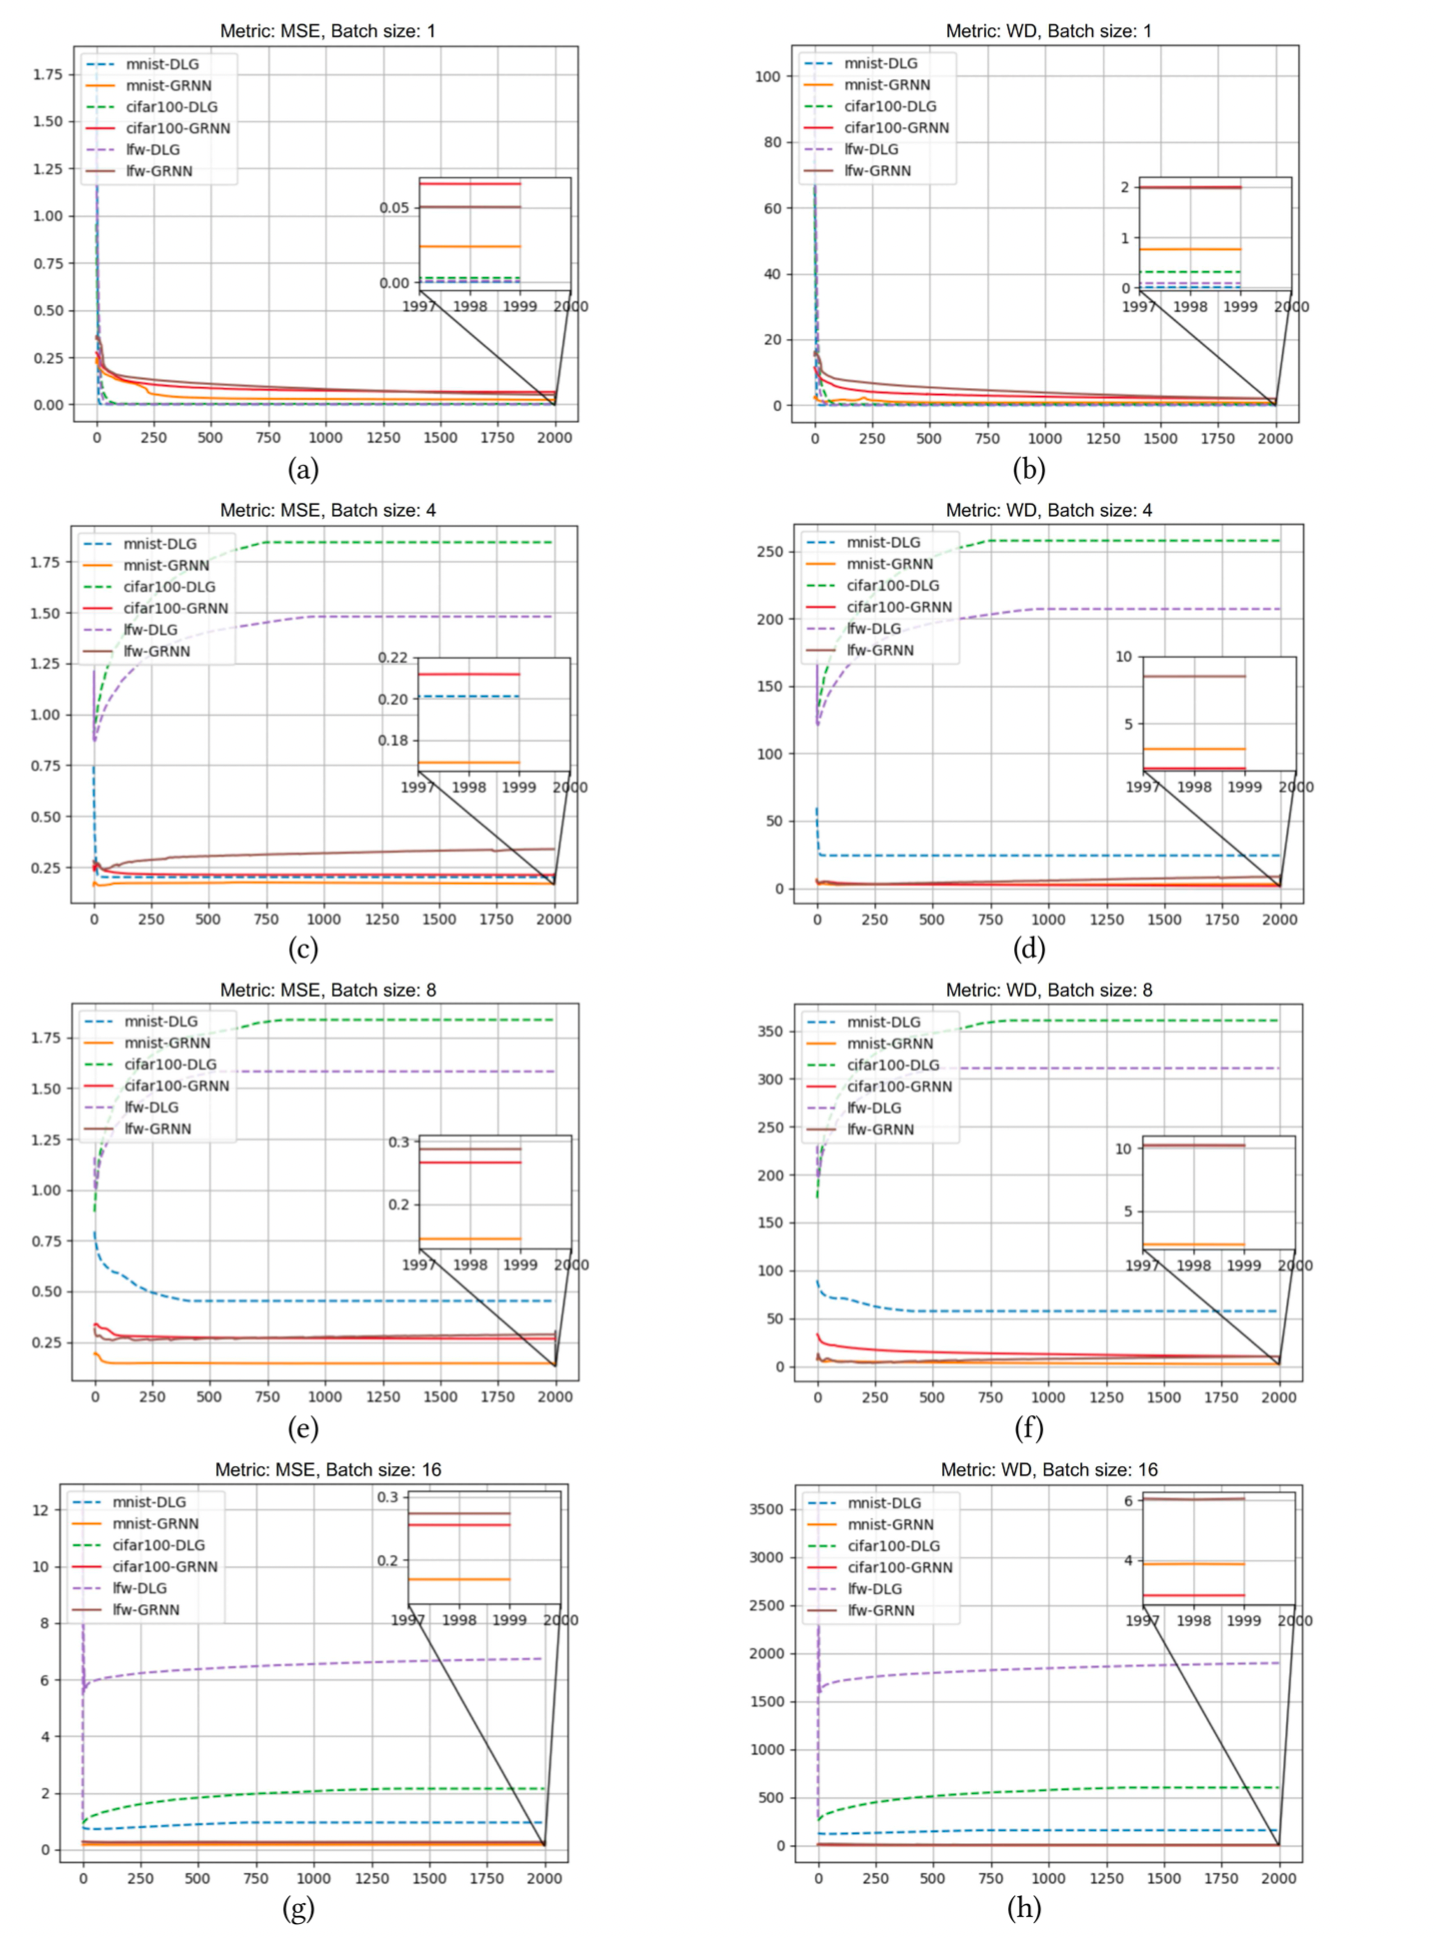 Metric: MSE, Batch size: 1
mnist-DLG
mnist-GRNN
cifar100-DLG
cifar100-GRNN
lfw-DLG
lfw-GRNN
1.75
1.50
1.25
1.00
0.75
0.50
0.25
0.00
0.05
0.00
1997 1998 1999 2000
0 250 500 750 1000 1250 1500 1750 2000
(a)
Metric: WD, Batch size: 1
mnist-DLG
mnist-GRNN
cifar100-DLG
cifar100-GRNN
lfw-DLG
lfw-GRNN
100
80
60
40
20
0
2
1
0
1997 1998 1999 2000
0 250 500 750 1000 1250 1500 1750 2000
(b)
Metric: MSE, Batch size: 4
mnist-DLG
mnist-GRNN
cifar100-DLG
cifar100-GRNN
lfw-DLG
lfw-GRNN
1.75
1.50
1.25
1.00
0.75
0.50
0.25
0.22
0.20
0.18
1997 1998 1999 2000
0 250 500 750 1000 1250 1500 1750 2000
(c)
Metric: WD, Batch size: 4
mnist-DLG
mnist-GRNN
cifar100-DLG
cifar100-GRNN
lfw-DLG
lfw-GRNN
250
200
150
100
50
0
10
5
1997 1998 1999 2000
0 250 500 750 1000 1250 1500 1750 2000
(d)
Metric: MSE, Batch size: 8
mnist-DLG
mnist-GRNN
cifar100-DLG
cifar100-GRNN
lfw-DLG
lfw-GRNN
1.75
1.50
1.25
1.00
0.75
0.50
0.25
0.3
0.2
1997 1998 1999 2000
0 250 500 750 1000 1250 1500 1750 2000
(e)
Metric: WD, Batch size: 8
mnist-DLG
mnist-GRNN
cifar100-DLG
cifar100-GRNN
lfw-DLG
lfw-GRNN
350
300
250
200
150
100
50
0
10
5
1997 1998 1999 2000
0 250 500 750 1000 1250 1500 1750 2000
(f)
Metric: MSE, Batch size: 16
mnist-DLG
mnist-GRNN
cifar100-DLG
cifar100-GRNN
lfw-DLG
lfw-GRNN
12
10
8
6
4
2
0
0.3
0.2
1997 1998 1999 2000
0 250 500 750 1000 1250 1500 1750 2000
(g)
Metric: WD, Batch size: 16
mnist-DLG
mnist-GRNN
cifar100-DLG
cifar100-GRNN
lfw-DLG
lfw-GRNN
3500
3000
2500
2000
1500
1000
500
0
6
4
1997 1998 1999 2000
0 250 500 750 1000 1250 1500 1750 2000
(h)